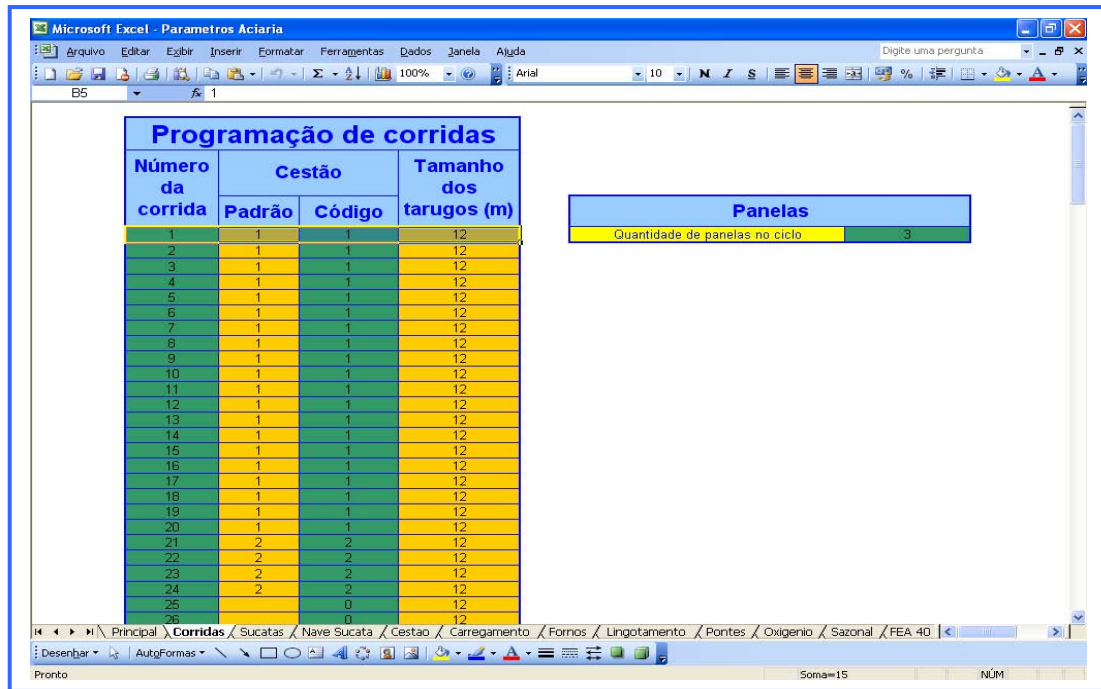 Microsoft Excel - Parametros Aciaria
Arquivo Editar Exibir Inserir Formatar Ferramentas Dados Janela Ajuda Digite uma pergunta
100% Arial 10 N I S %
B5 fx 1
Programação de corridas
Número da corrida Cestão Tamanho dos tarugos (m)
Padrão Código
Panelas
Quantidade de panelas no ciclo 3
1 1 1 12
2 1 1 12
3 1 1 12
4 1 1 12
5 1 1 12
6 1 1 12
7 1 1 12
8 1 1 12
9 1 1 12
10 1 1 12
11 1 1 12
12 1 1 12
13 1 1 12
14 1 1 12
15 1 1 12
16 1 1 12
17 1 1 12
18 1 1 12
19 1 1 12
20 1 1 12
21 2 2 12
22 2 2 12
23 2 2 12
24 2 2 12
25 0 12
26 0 12
Principal Corridas Sucatas Nave Sucata Cestao Carregamento Fornos Lingotamento Pontes Oxigenio Sazonal FEA 40
Desenhar AutoFormas
Pronto Soma=15 NÚM